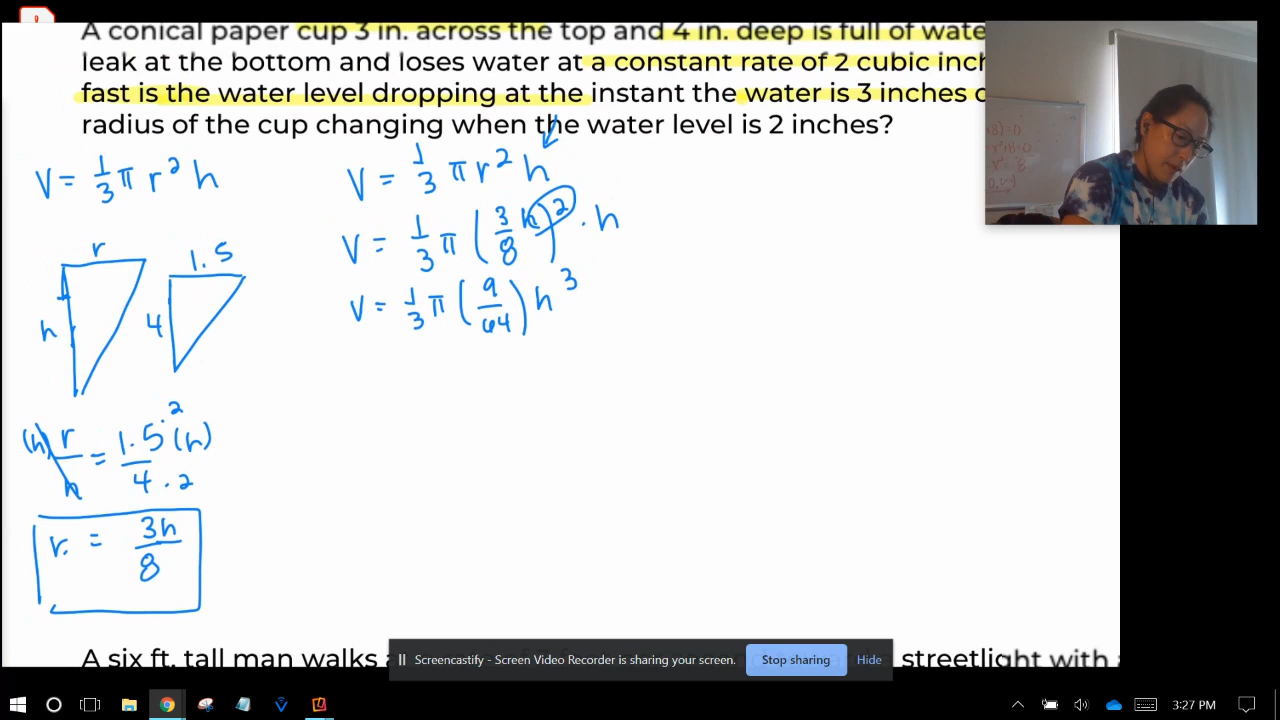 A conical paper cup 3 in. across the top and 4 in. deep is full of wate
leak at the bottom and loses water at a constant rate of 2 cubic inch
fast is the water level dropping at the instant the water is 3 inches
radius of the cup changing when the water level is 2 inches?
V = 1/3 π r² h
V = 1/3 π r² h
V = 1/3 π (3/8 h)² · h
V = 1/3 π (9/64) h³
r
h
1.5
4
(h) r/h = 1.5·2 (h)/4·2
r = 3h/8
A six ft. tall man walks
streetlight with
Screencastify - Screen Video Recorder is sharing your screen.
Stop sharing
Hide
3:27 PM